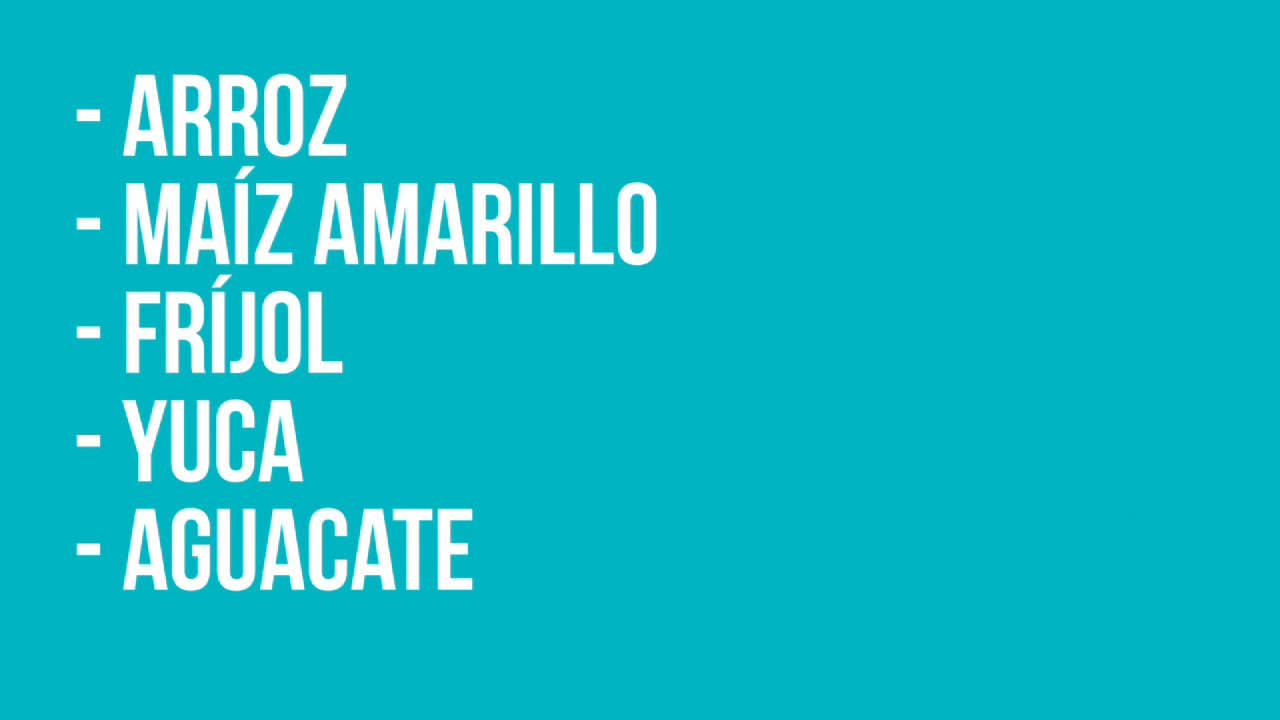 - ARROZ
- MAÍZ AMARILLO
- FRÍJOL
- YUCA
- AGUACATE